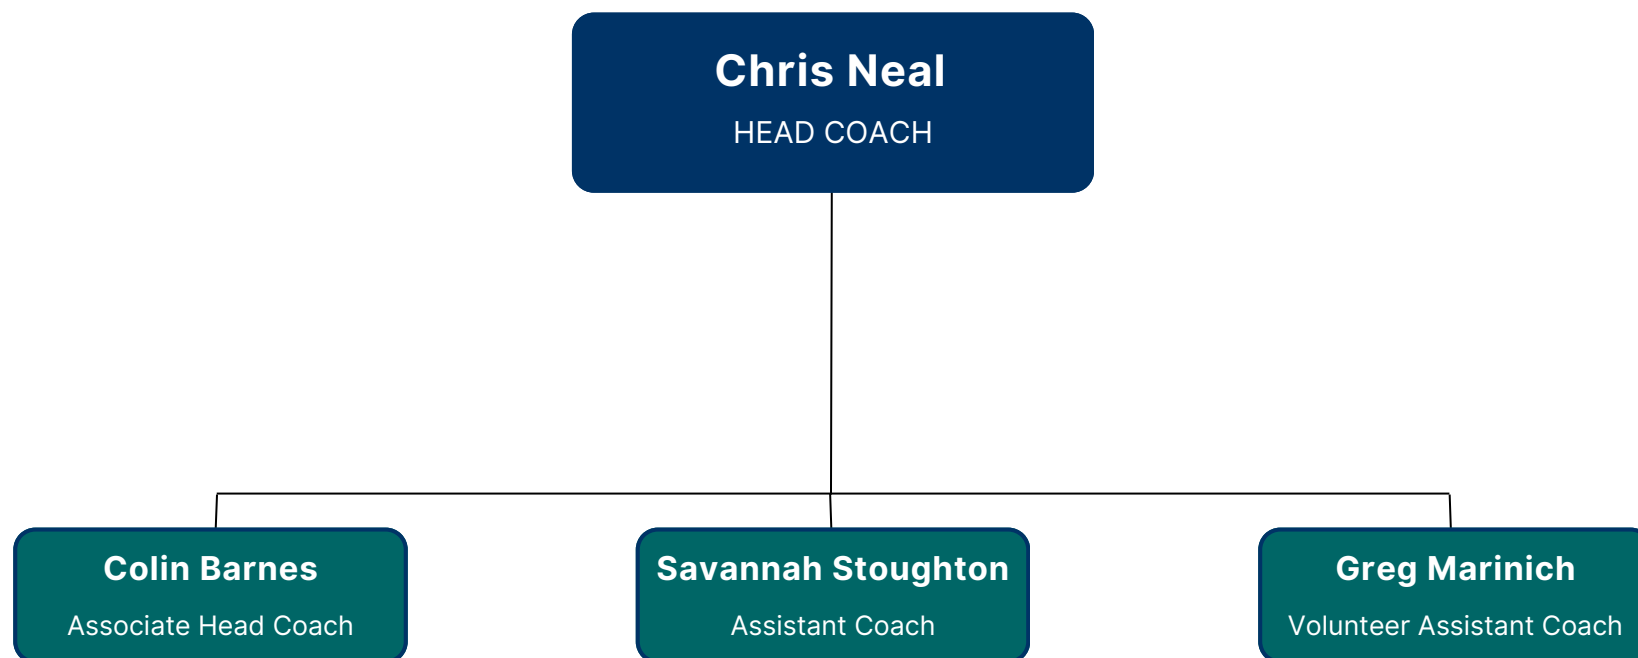 Chris Neal
HEAD COACH
Colin Barnes
Associate Head Coach
Savannah Stoughton
Assistant Coach
Greg Marinich
Volunteer Assistant Coach